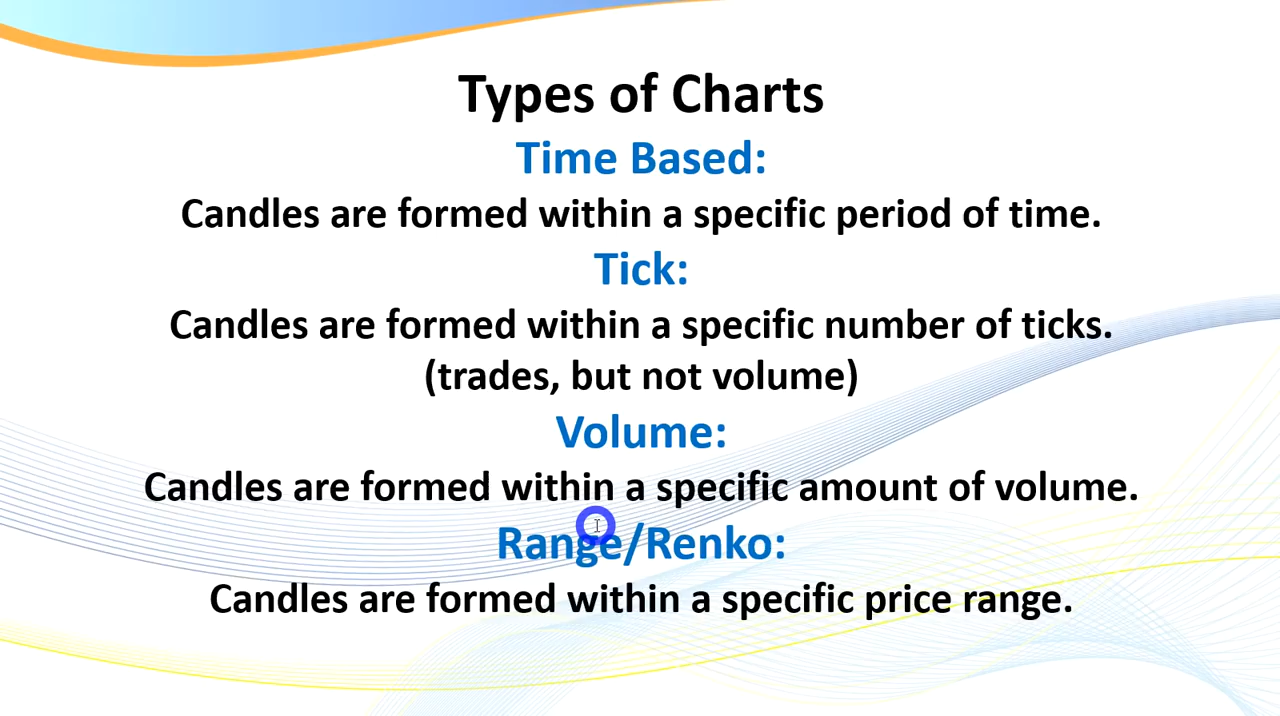 Types of Charts
Time Based:
Candles are formed within a specific period of time.
Tick:
Candles are formed within a specific number of ticks.
(trades, but not volume)
Volume:
Candles are formed within a specific amount of volume.
Range/Renko:
Candles are formed within a specific price range.